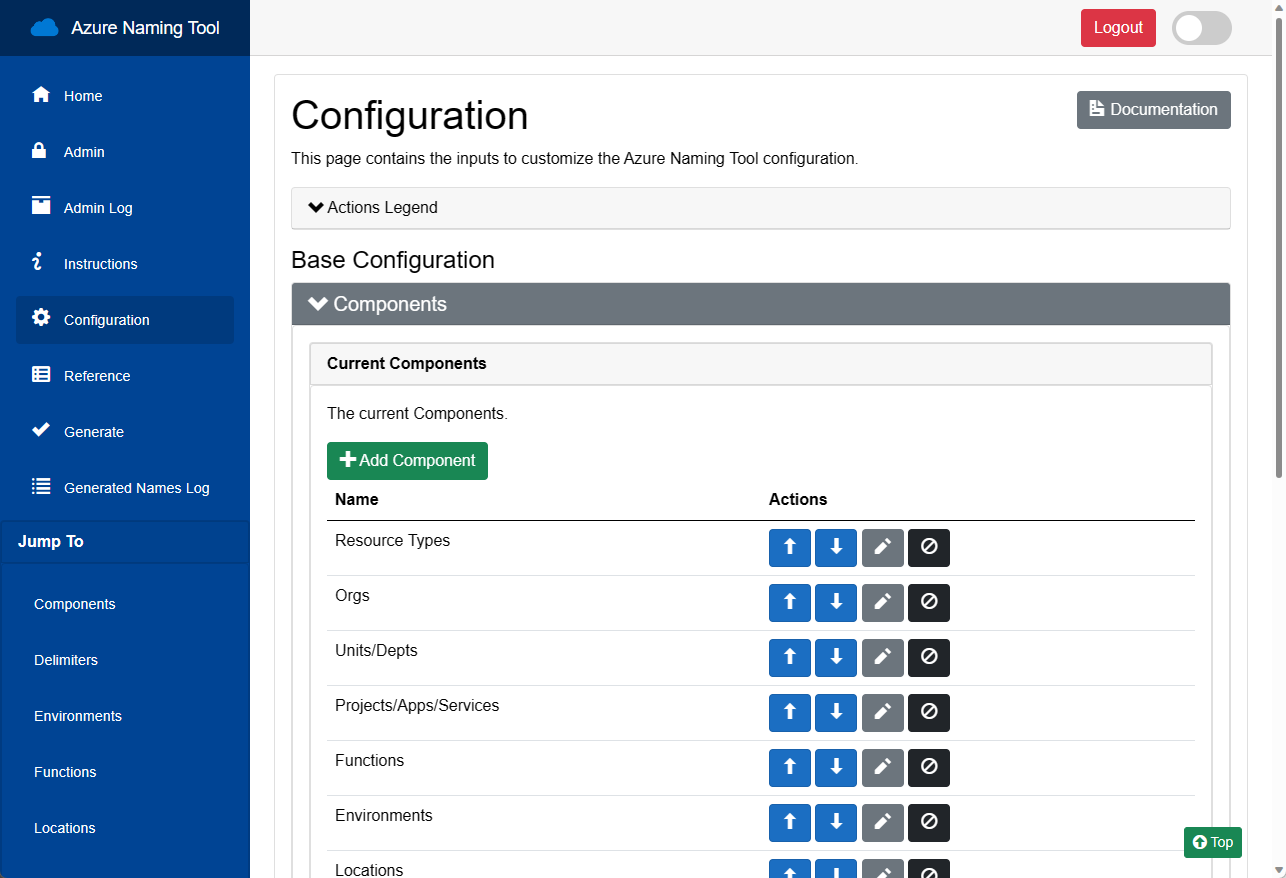 Azure Naming Tool
Logout
Home
Admin
Admin Log
Instructions
Configuration
Reference
Generate
Generated Names Log
Jump To
Components
Delimiters
Environments
Functions
Locations
Configuration
Documentation
This page contains the inputs to customize the Azure Naming Tool configuration.
Actions Legend
Base Configuration
Components
Current Components
The current Components.
Add Component
Name Actions
Resource Types
Orgs
Units/Depts
Projects/Apps/Services
Functions
Environments
Locations
Top